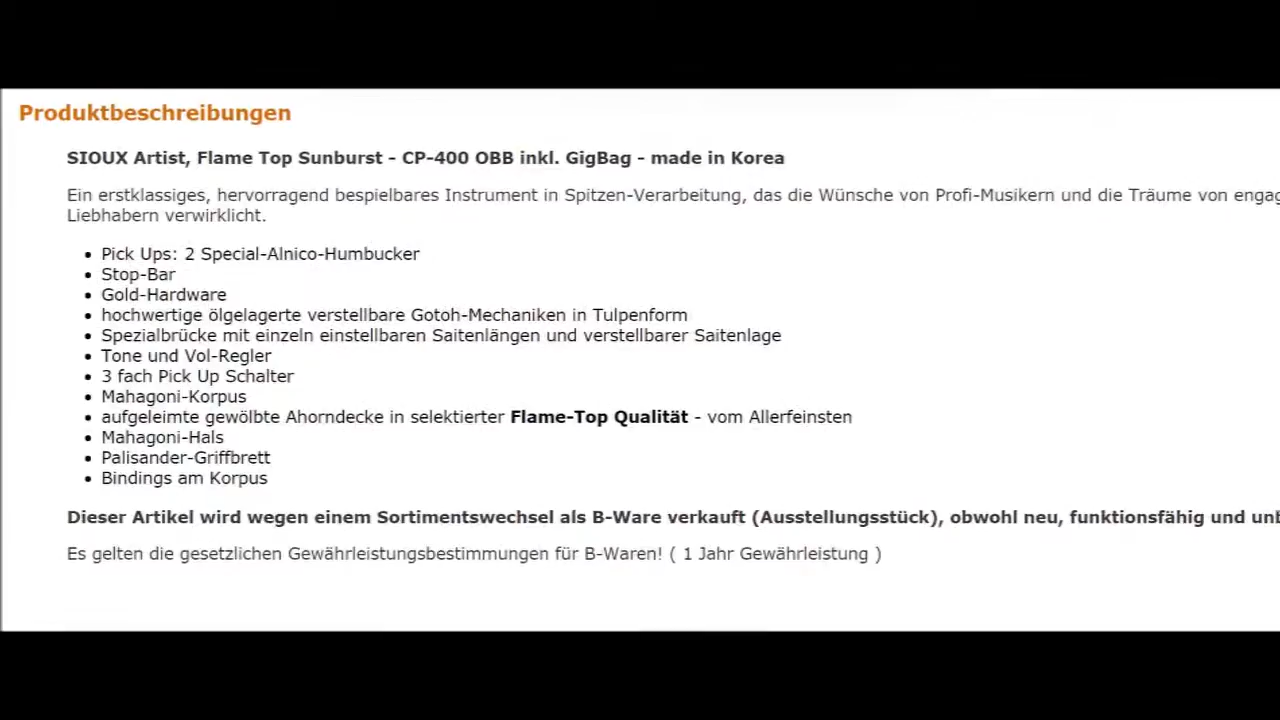 Produktbeschreibungen
SIOUX Artist, Flame Top Sunburst - CP-400 OBB inkl. GigBag - made in Korea
Ein erstklassiges, hervorragend bespielbares Instrument in Spitzen-Verarbeitung, das die Wünsche von Profi-Musikern und die Träume von
Liebhabern verwirklicht.
• Pick Ups: 2 Special-Alnico-Humbucker
• Stop-Bar
• Gold-Hardware
• hochwertige ölgelagerte verstellbare Gotoh-Mechaniken in Tulpenform
• Spezialbrücke mit einzeln einstellbaren Saitenlängen und verstellbarer Saitenlage
• Tone und Vol-Regler
• 3 fach Pick Up Schalter
• Mahagoni-Korpus
• aufgeleimte gewölbte Ahorndecke in selektierter Flame-Top Qualität - vom Allerfeinsten
• Mahagoni-Hals
• Palisander-Griffbrett
• Bindings am Korpus
Dieser Artikel wird wegen einem Sortimentswechsel als B-Ware verkauft (Ausstellungsstück), obwohl neu, funktionsfähig und
Es gelten die gesetzlichen Gewährleistungsbestimmungen für B-Waren! ( 1 Jahr Gewährleistung )